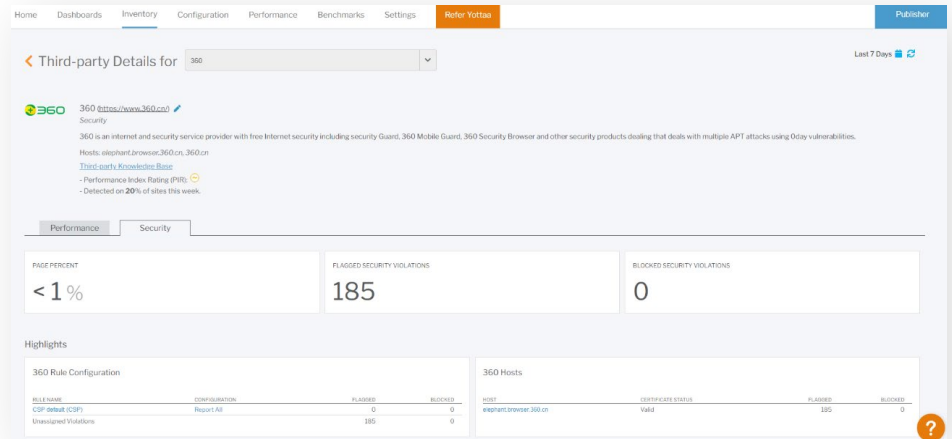 Home Dashboards Inventory Configuration Performance Benchmarks Settings Refer Yottaa Publisher
Third-party Details for 360
Last 7 Days
360 360 (https://www.360.cn/)
Security
360 is an internet and security service provider with free Internet security including security Guard, 360 Mobile Guard, 360 Security Browser and other security products dealing that deals with multiple APT attacks using 0day vulnerabilities.
Hosts: elephant.browser.360.cn, 360.cn
Third-party Knowledge Base
- Performance Index Rating (PIR):
- Detected on 20% of sites this week.
Performance Security
PAGE PERCENT FLAGGED SECURITY VIOLATIONS BLOCKED SECURITY VIOLATIONS
< 1 % 185 0
Highlights
360 Rule Configuration 360 Hosts
RULE NAME CONFIGURATION FLAGGED BLOCKED HOST CERTIFICATE STATUS FLAGGED BLOCKED
CSP default (CSP) Report All 0 0 elephant.browser.360.cn Valid 185 0
Unassigned Violations 185 0
?